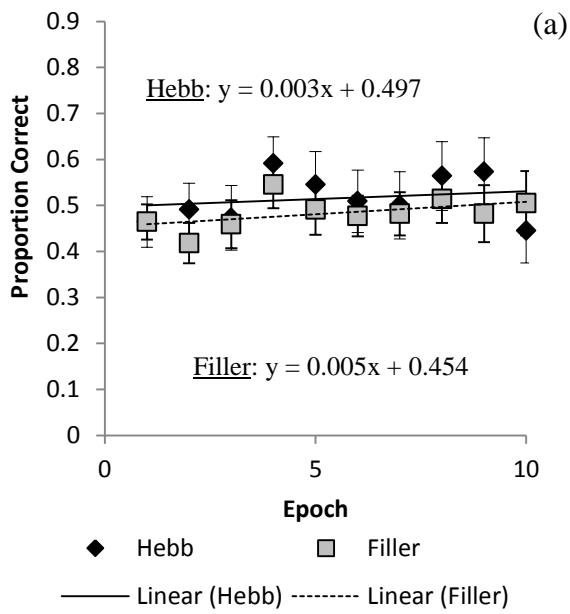 (a)
0.9
0.8
0.7
0.6
0.5
0.4
0.3
0.2
0.1
0
Proportion Correct
Hebb: y = 0.003x + 0.497
Filler: y = 0.005x + 0.454
0 5 10
Epoch
Hebb Filler
Linear (Hebb) Linear (Filler)